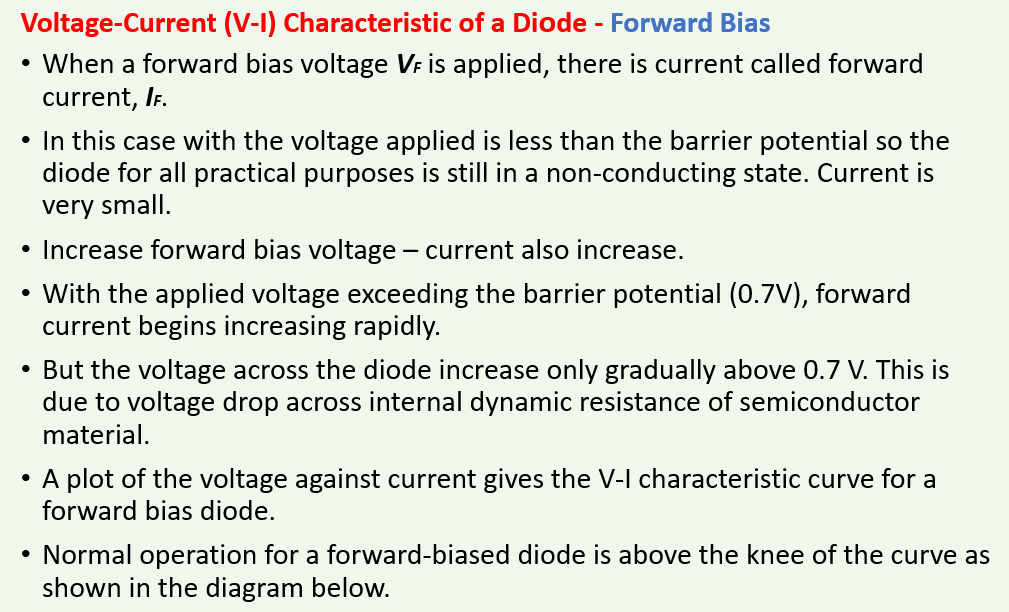 Voltage-Current (V-I) Characteristic of a Diode - Forward Bias
• When a forward bias voltage VF is applied, there is current called forward
current, IF.
• In this case with the voltage applied is less than the barrier potential so the
diode for all practical purposes is still in a non-conducting state. Current is
very small.
• Increase forward bias voltage – current also increase.
• With the applied voltage exceeding the barrier potential (0.7V), forward
current begins increasing rapidly.
• But the voltage across the diode increase only gradually above 0.7 V. This is
due to voltage drop across internal dynamic resistance of semiconductor
material.
• A plot of the voltage against current gives the V-I characteristic curve for a
forward bias diode.
• Normal operation for a forward-biased diode is above the knee of the curve as
shown in the diagram below.